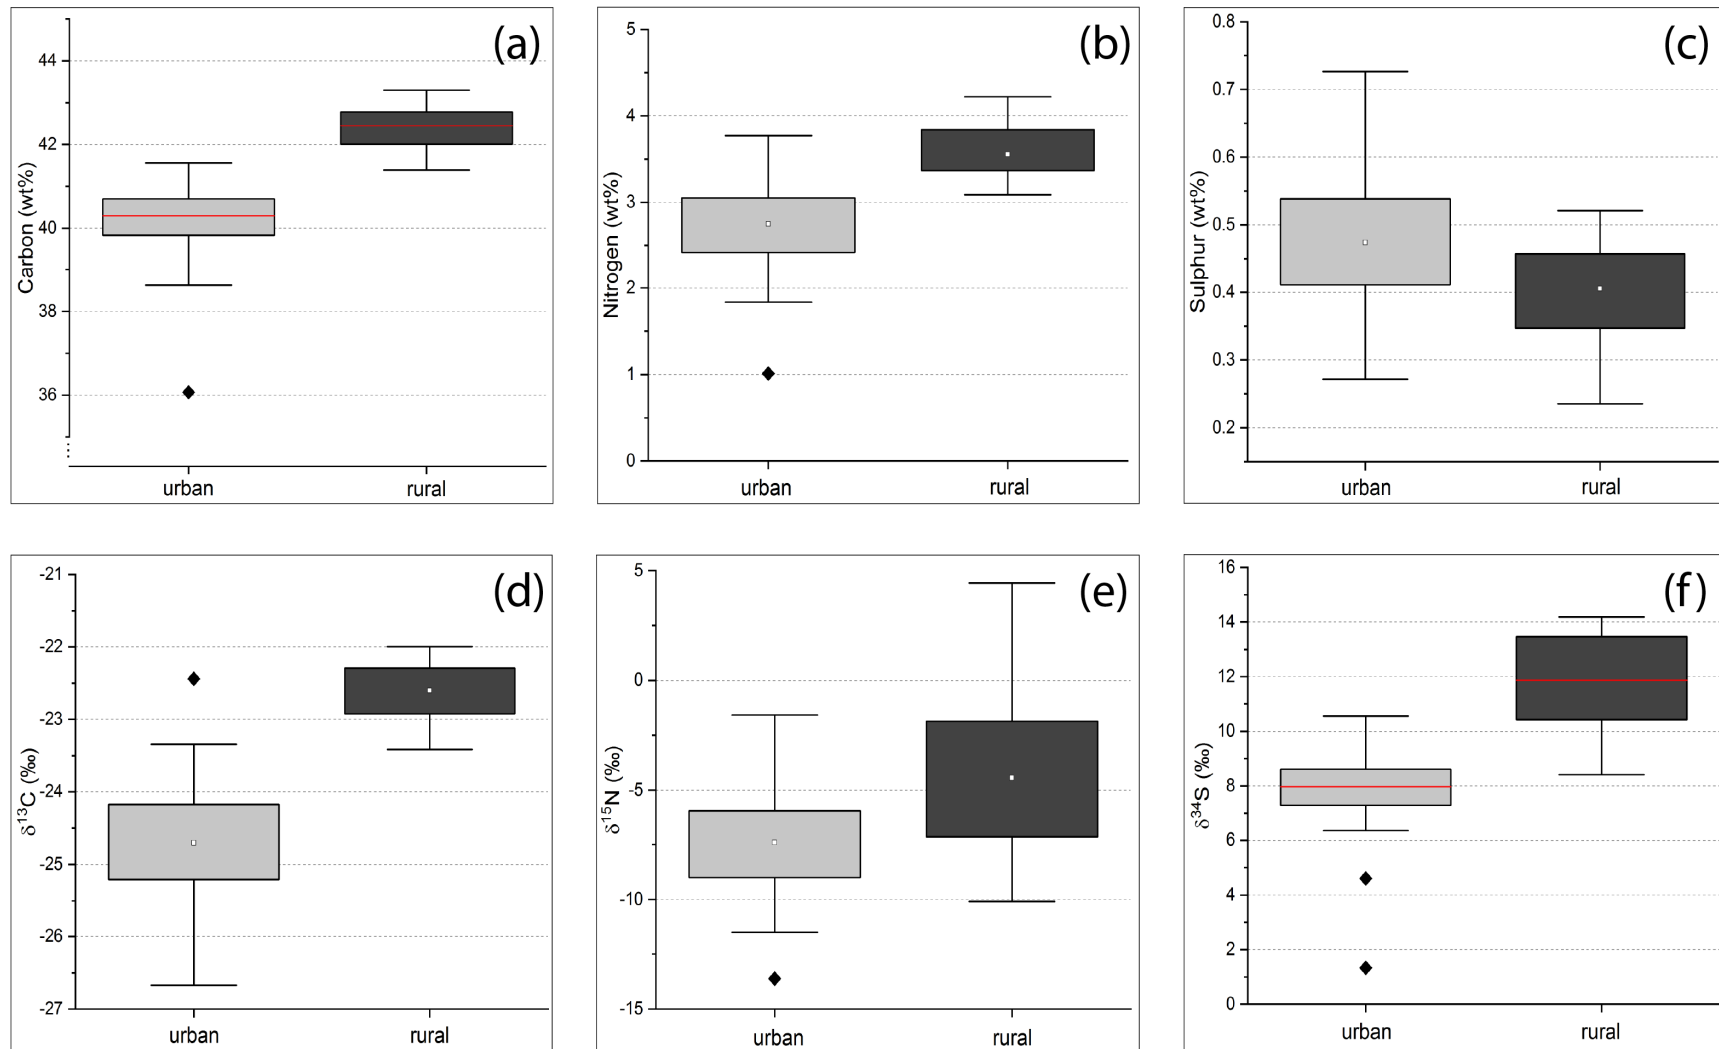 (a)
Carbon (wt%)
44
42
40
38
36
urban
rural
(b)
Nitrogen (wt%)
5
4
3
2
1
0
urban
rural
(c)
Sulphur (wt%)
0.8
0.7
0.6
0.5
0.4
0.3
0.2
urban
rural
(d)
δ¹³C (‰)
-21
-22
-23
-24
-25
-26
-27
urban
rural
(e)
δ¹⁵N (‰)
5
0
-5
-10
-15
urban
rural
(f)
δ³⁴S (‰)
16
14
12
10
8
6
4
2
0
urban
rural